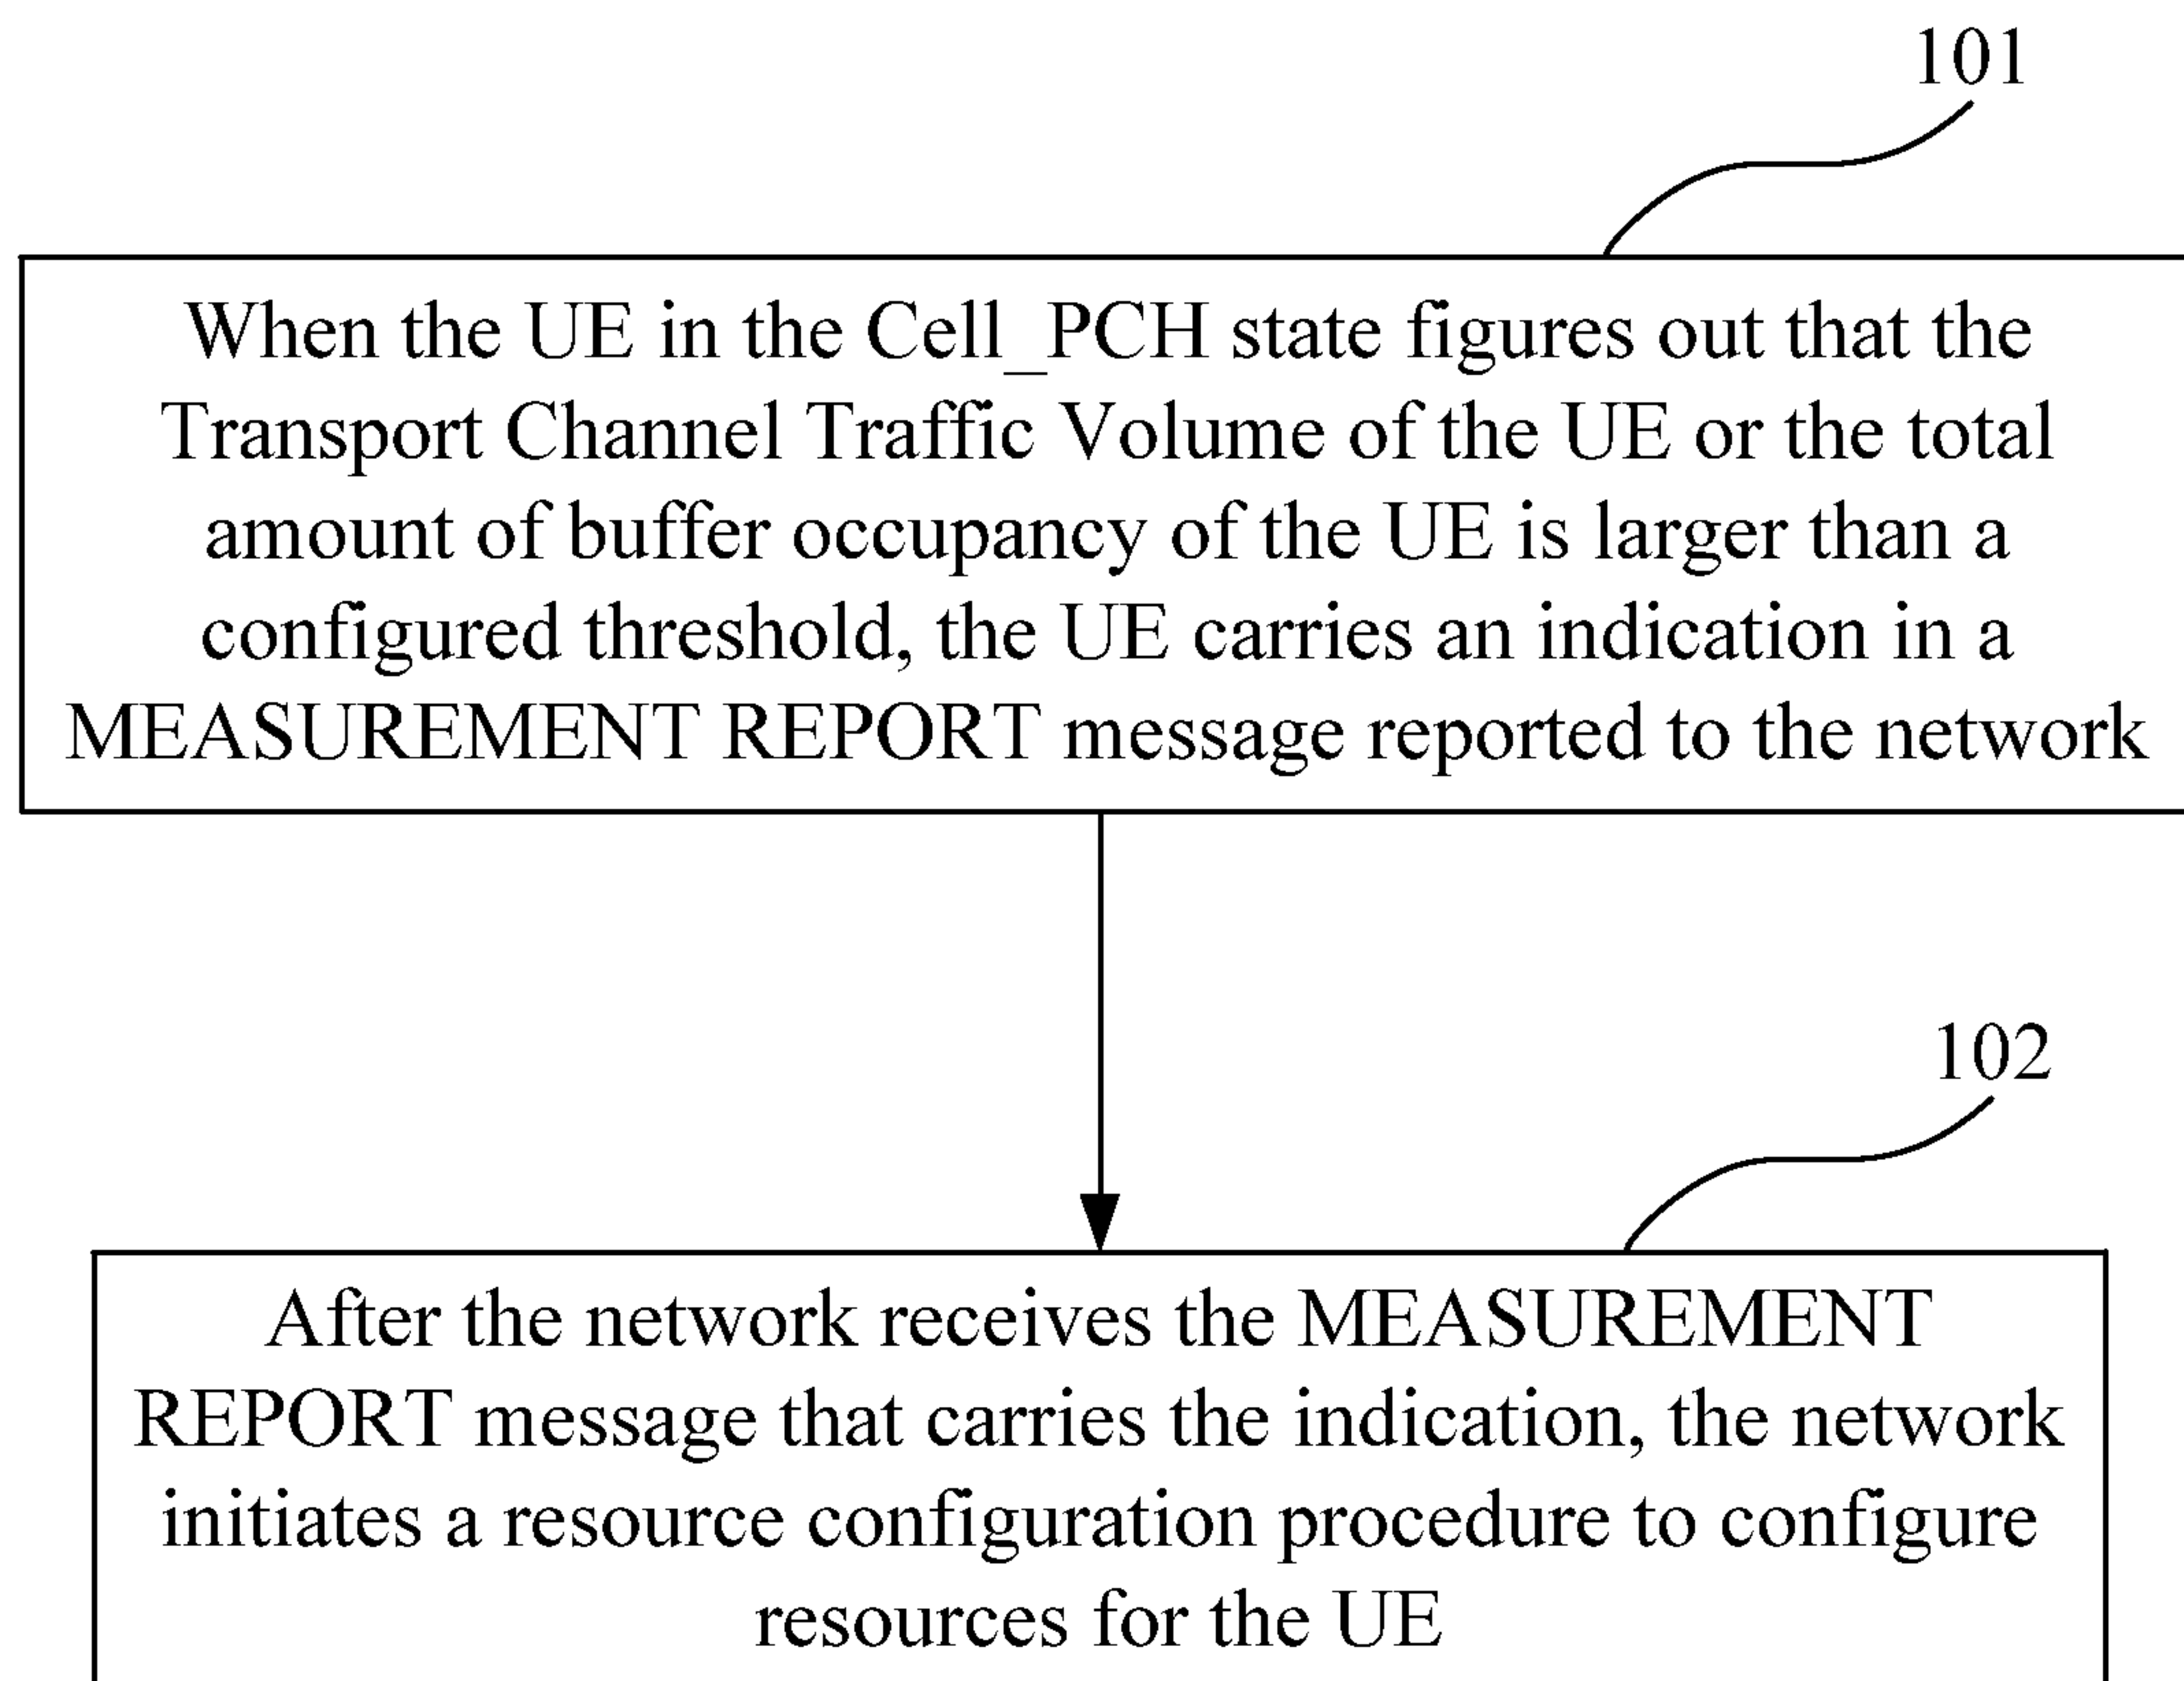 101
When the UE in the Cell_PCH state figures out that the
Transport Channel Traffic Volume of the UE or the total
amount of buffer occupancy of the UE is larger than a
configured threshold, the UE carries an indication in a
MEASUREMENT REPORT message reported to the network
102
After the network receives the MEASUREMENT
REPORT message that carries the indication, the network
initiates a resource configuration procedure to configure
resources for the UE